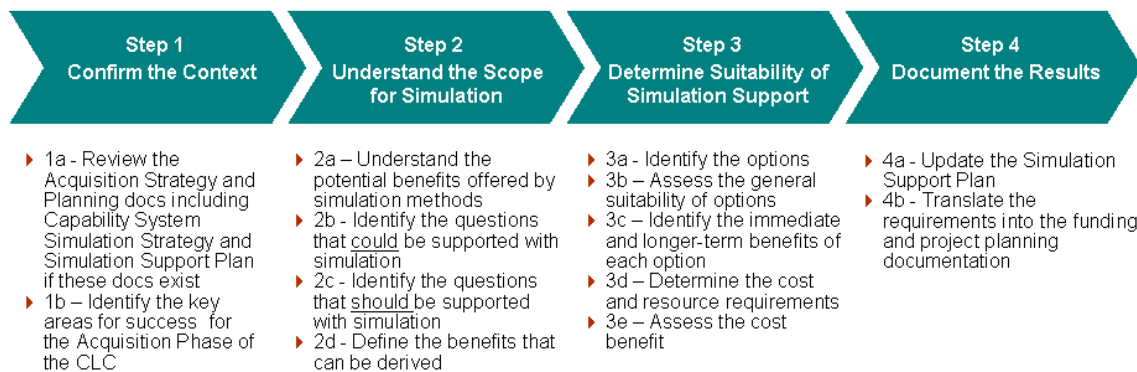 Step 1
Confirm the Context
Step 2
Understand the Scope
for Simulation
Step 3
Determine Suitability of
Simulation Support
Step 4
Document the Results
1a - Review the
Acquisition Strategy and
Planning docs including
Capability System
Simulation Strategy and
Simulation Support Plan
if these docs exist
1b – Identify the key
areas for success for
the Acquisition Phase of
the CLC
2a – Understand the
potential benefits offered by
simulation methods
2b - Identify the questions
that could be supported with
simulation
2c - Identify the questions
that should be supported
with simulation
2d - Define the benefits that
can be derived
3a - Identify the options
3b – Assess the general
suitability of options
3c – Identify the immediate
and longer-term benefits of
each option
3d – Determine the cost
and resource requirements
3e – Assess the cost
benefit
4a - Update the Simulation
Support Plan
4b - Translate the
requirements into the funding
and project planning
documentation